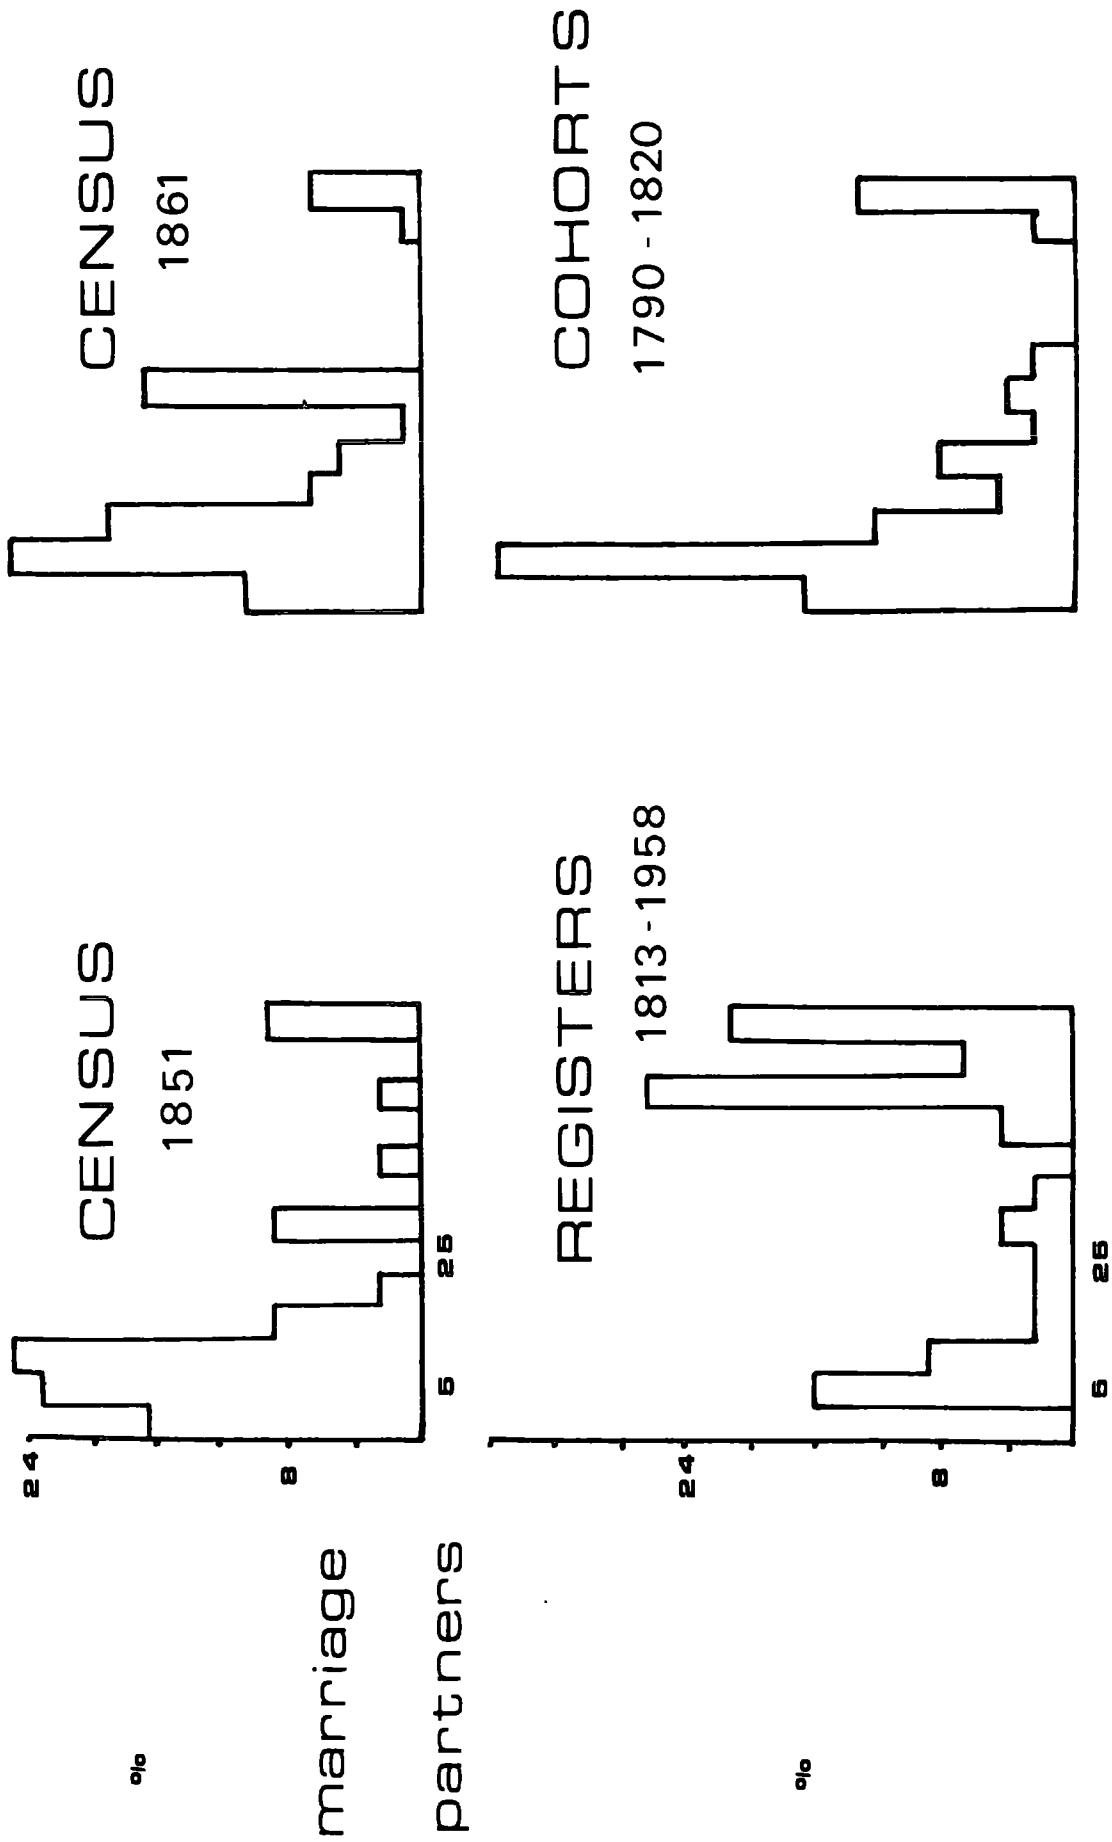 24
CENSUS
CENSUS
%
1851
1861
8
marriage
5 25
partners
REGISTERS
COHORTS
1813-1958
1790-1820
24
%
8
5 25